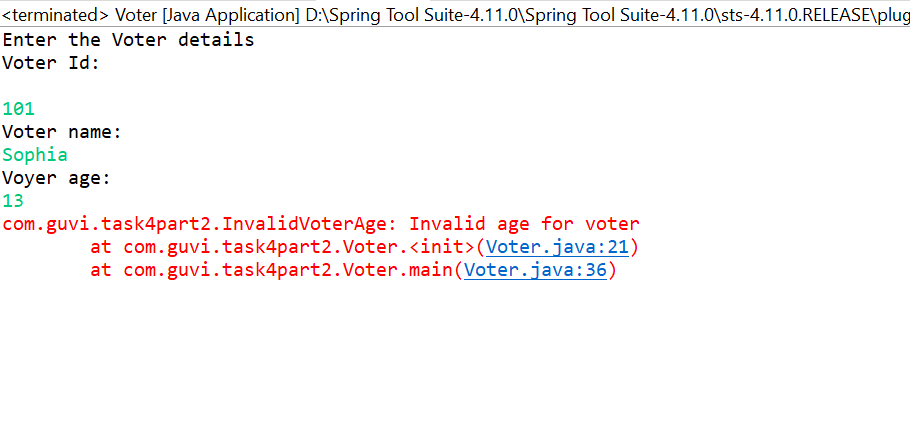 <terminated> Voter [Java Application] D:\Spring Tool Suite-4.11.0\Spring Tool Suite-4.11.0\sts-4.11.0.RELEASE\plug
Enter the Voter details
Voter Id:
101
Voter name:
Sophia
Voyer age:
13
com.guvi.task4part2.InvalidVoterAge: Invalid age for voter
at com.guvi.task4part2.Voter.<init>(Voter.java:21)
at com.guvi.task4part2.Voter.main(Voter.java:36)